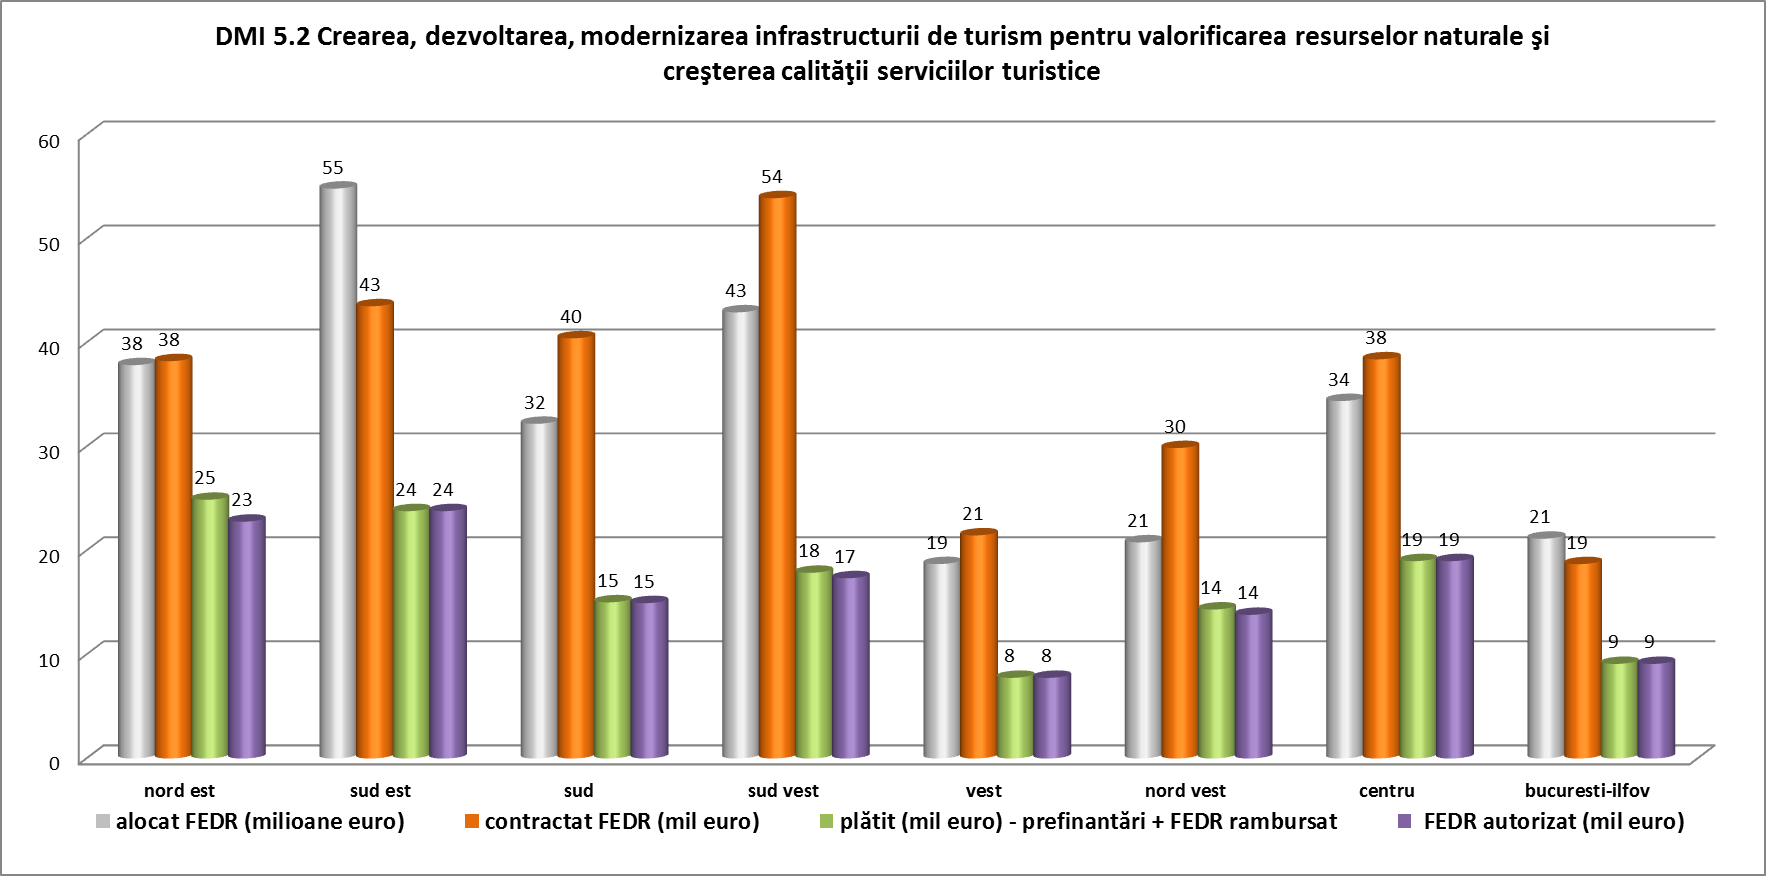 DMI 5.2 Crearea, dezvoltarea, modernizarea infrastructurii de turism pentru valorificarea resurselor naturale şi
creşterea calităţii serviciilor turistice
60
50
40
30
20
10
0
38 38 25 23
55 43 24 24
32 40 15 15
43 54 18 17
19 21 8 8
21 30 14 14
34 38 19 19
21 19 9 9
nord est sud est sud sud vest vest nord vest centru bucuresti-ilfov
alocat FEDR (milioane euro) contractat FEDR (mil euro) plătit (mil euro) - prefinantări + FEDR rambursat FEDR autorizat (mil euro)